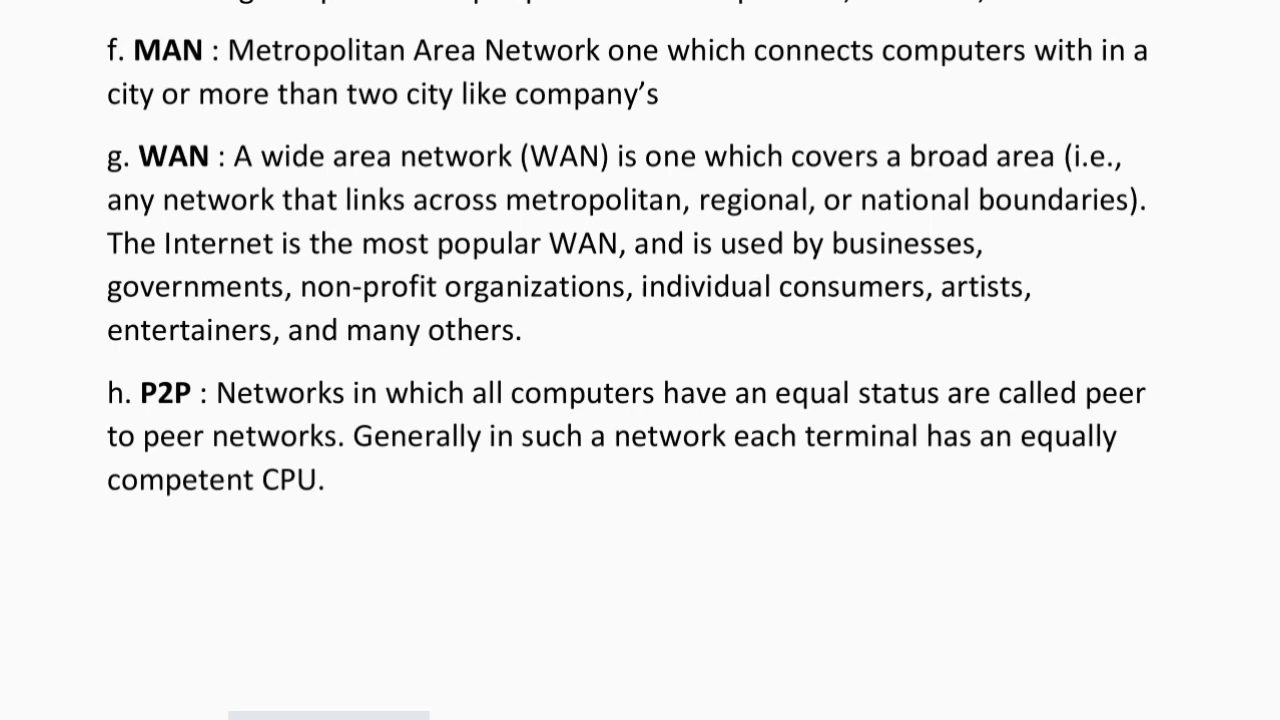 f. MAN : Metropolitan Area Network one which connects computers with in a
city or more than two city like company’s
g. WAN : A wide area network (WAN) is one which covers a broad area (i.e.,
any network that links across metropolitan, regional, or national boundaries).
The Internet is the most popular WAN, and is used by businesses,
governments, non-profit organizations, individual consumers, artists,
entertainers, and many others.
h. P2P : Networks in which all computers have an equal status are called peer
to peer networks. Generally in such a network each terminal has an equally
competent CPU.